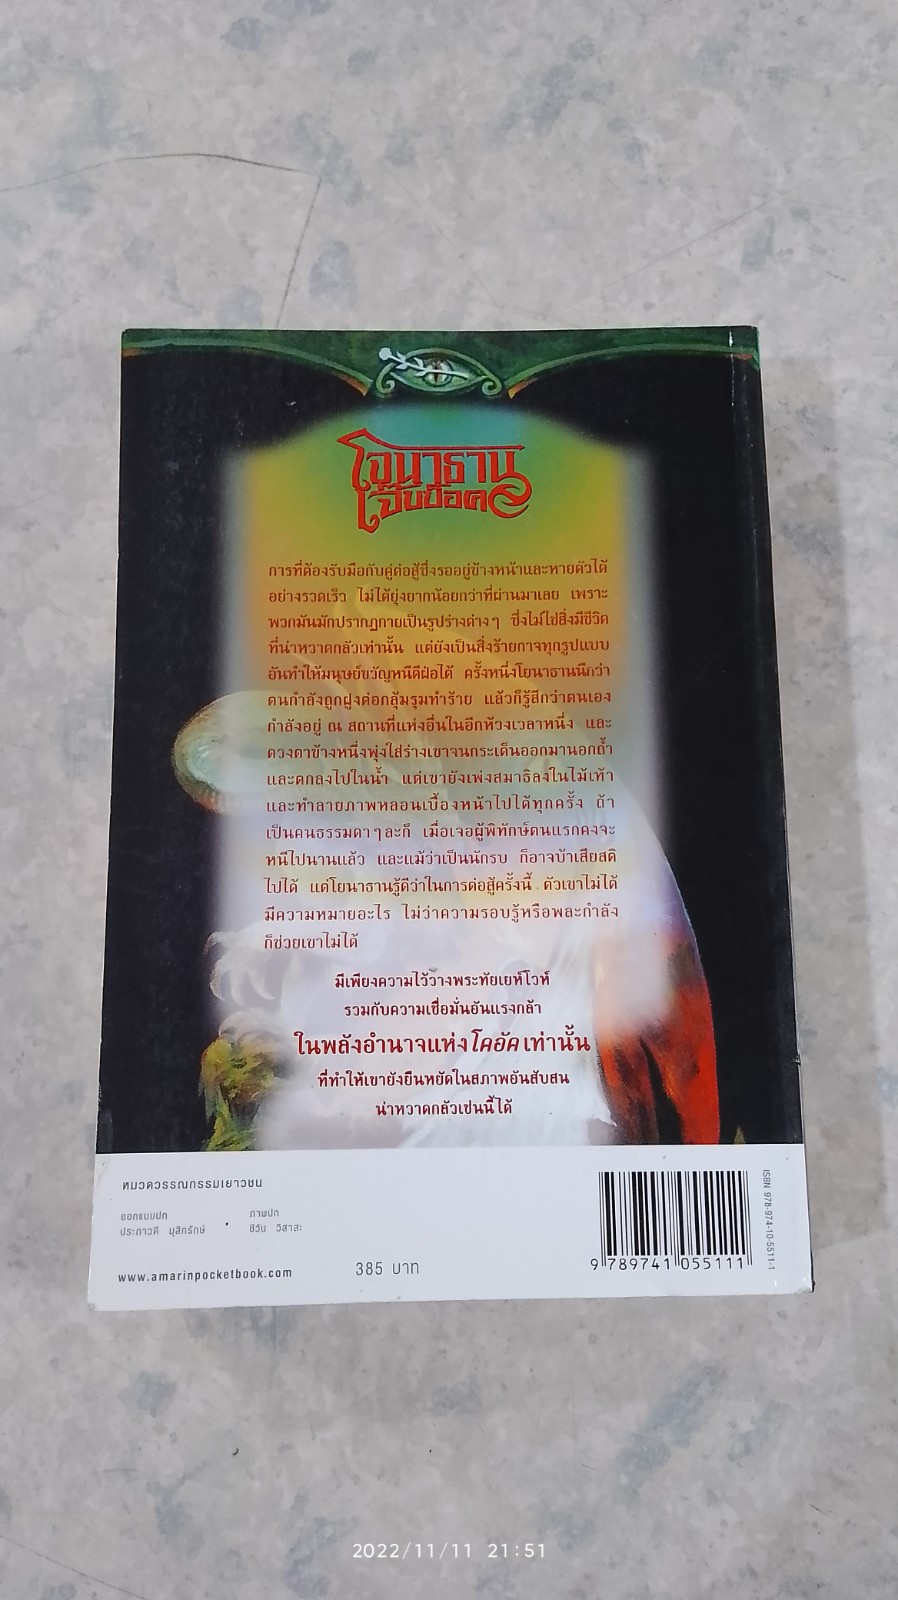 โจนาธาน
เจ๊บบ๊อค
การที่ต้องรับมือกับคู่ต่อสู้ซึ่งรออยู่ข้างหน้าและหายตัวได้
อย่างรวดเร็ว ไม่ได้ยุ่งยากน้อยกว่าที่ผ่านมาเลย เพราะ
พวกมันมักปรากฏกายเป็นรูปร่างต่างๆ ซึ่งไม่ใช่สิ่งมีชีวิต
ที่น่าหวาดกลัวเท่านั้น แต่ยังเป็นสิ่งร้ายกาจทุกรูปแบบ
อันทำให้มนุษย์ขวัญหนีดีฝ่อได้ ครั้งหนึ่งโยนาธานนึกว่า
ตนกำลังถูกฝูงต่อกลุ้มรุมทำร้าย แล้วก็รู้สึกว่าตนเอง
กำลังอยู่ ณ สถานที่แห่งอื่นในอีกห้วงเวลาหนึ่ง และ
ดวงตาข้างหนึ่งพุ่งใส่ร่างเขาจนกระเด็นออกมานอกถ้ำ
และตกลงไปในน้ำ แต่เขายังเพ่งสมาธิลงในไม้เท้า
และทำลายภาพหลอนเบื้องหน้าไปได้ทุกครั้ง ถ้า
เป็นคนธรรมดาๆ ละก็ เมื่อเจอผู้พิทักษ์ตนแรกคงจะ
หนีไปนานแล้ว และแม้ว่าเป็นนักรบ ก็อาจบ้าเสียสติ
ไปได้ แต่โยนาธานรู้ดีว่าในการต่อสู้ครั้งนี้ ตัวเขาไม่ได้
มีความหมายอะไร ไม่ว่าความรอบรู้หรือพละกำลัง
ก็ช่วยเขาไม่ได้
มีเพียงความไว้วางพระทัยเยห์โวห์
รวมกับความเชื่อมั่นอันแรงกล้า
ในพลังอำนาจแห่งโคอัคเท่านั้น
ที่ทำให้เขายังยืนหยัดในสภาพอันสับสน
น่าหวาดกลัวเช่นนี้ได้
หมวดวรรณกรรมเยาวชน
ออกแบบปก
ประภาวดี มุสิกรักษ์
•
ภาพปก
ชีวัน วิสาสะ
www.amarinpocketbook.com
385 บาท
9 789741 055111
ISBN 978-974-10-5511-1
2022/11/11 21:51